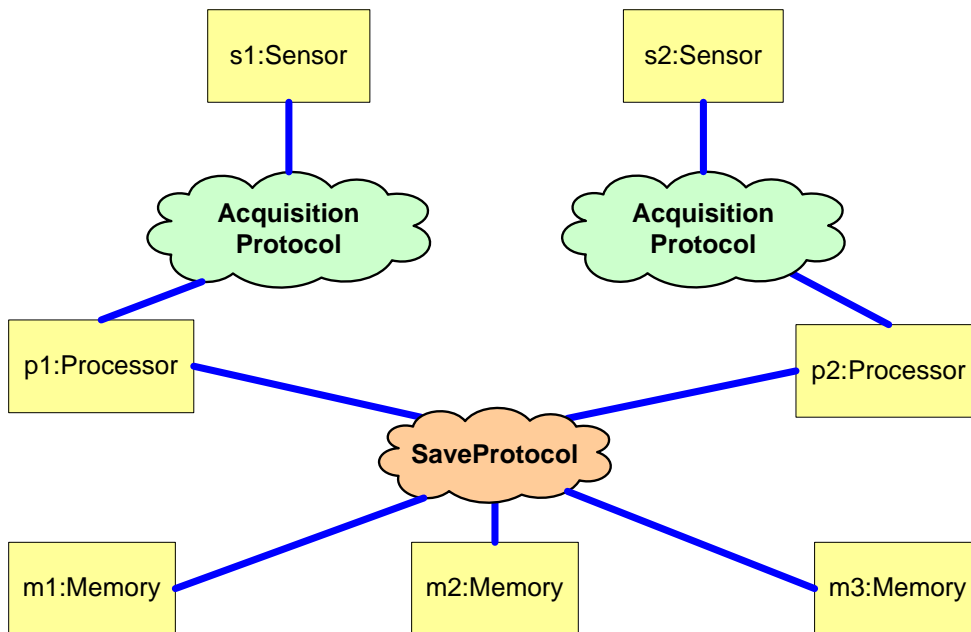 s1:Sensor
s2:Sensor
Acquisition
Protocol
Acquisition
Protocol
p1:Processor
p2:Processor
SaveProtocol
m1:Memory
m2:Memory
m3:Memory